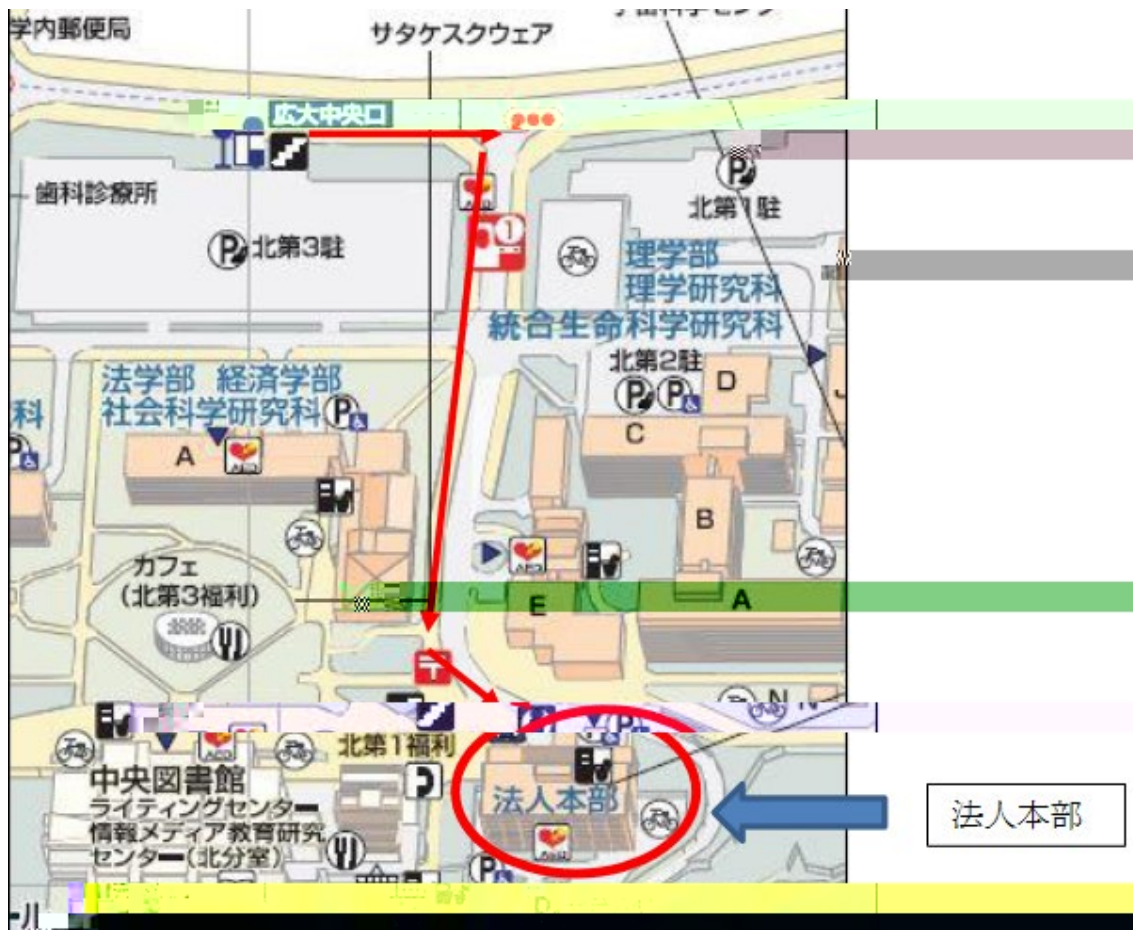 学内郵便局
サタケスクウェア
広大中央口
歯科診療所
北第3駐
北第1駐
1
理学部
理学研究科
統合生命科学研究科
北第2駐
D
C
J
B
法学部 経済学部
社会科学研究科
科
A
AED
カフェ
(北第3福利)
AED
E
A
N
北第1福利
中央図書館
ライティングセンター
情報メディア教育研究
センター(北分室)
法人本部
AED
法人本部